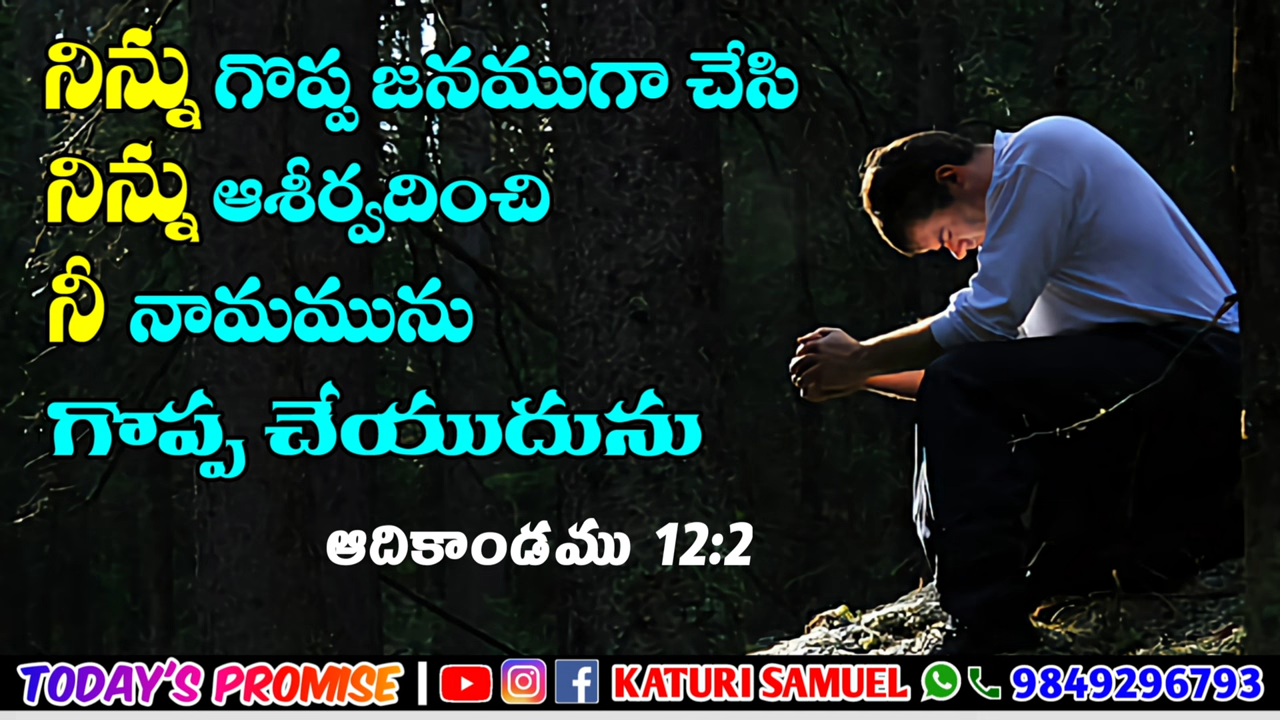 నిన్ను గొప్ప జనముగా చేసి
నిన్ను ఆశీర్వదించి
నీ నామమును
గొప్ప చేయుదును
ఆదికాండము 12:2
TODAY'S PROMISE | KATURI SAMUEL 9849296793